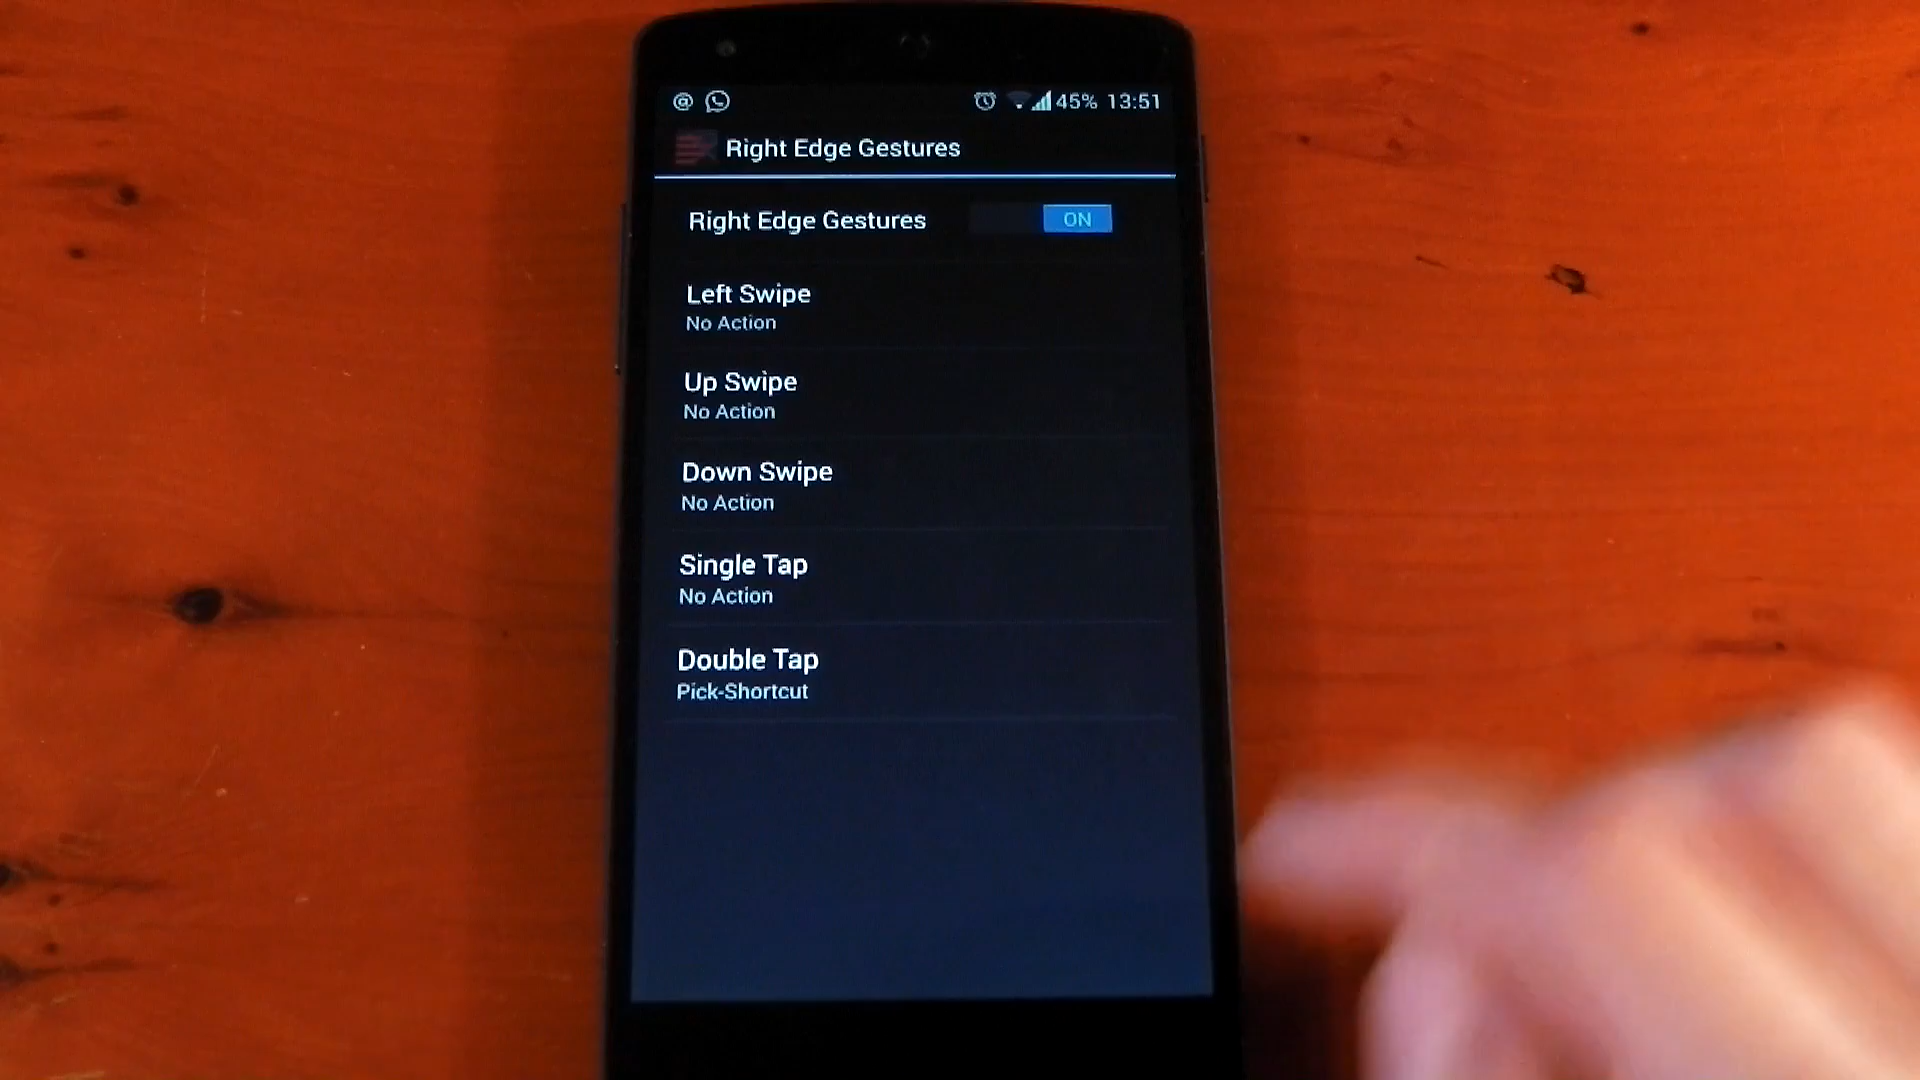 45% 13:51
Right Edge Gestures
Right Edge Gestures ON
Left Swipe
No Action
Up Swipe
No Action
Down Swipe
No Action
Single Tap
No Action
Double Tap
Pick-Shortcut